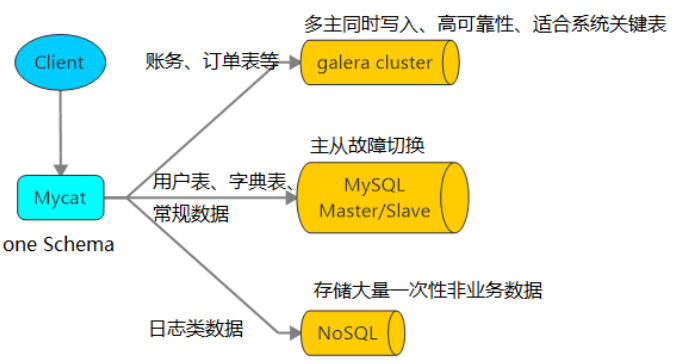 多主同时写入、高可靠性、适合系统关键表
Client
账务、订单表等
galera cluster
主从故障切换
用户表、字典表、
常规数据
MySQL
Master/Slave
Mycat
one Schema
存储大量一次性非业务数据
日志类数据
NoSQL